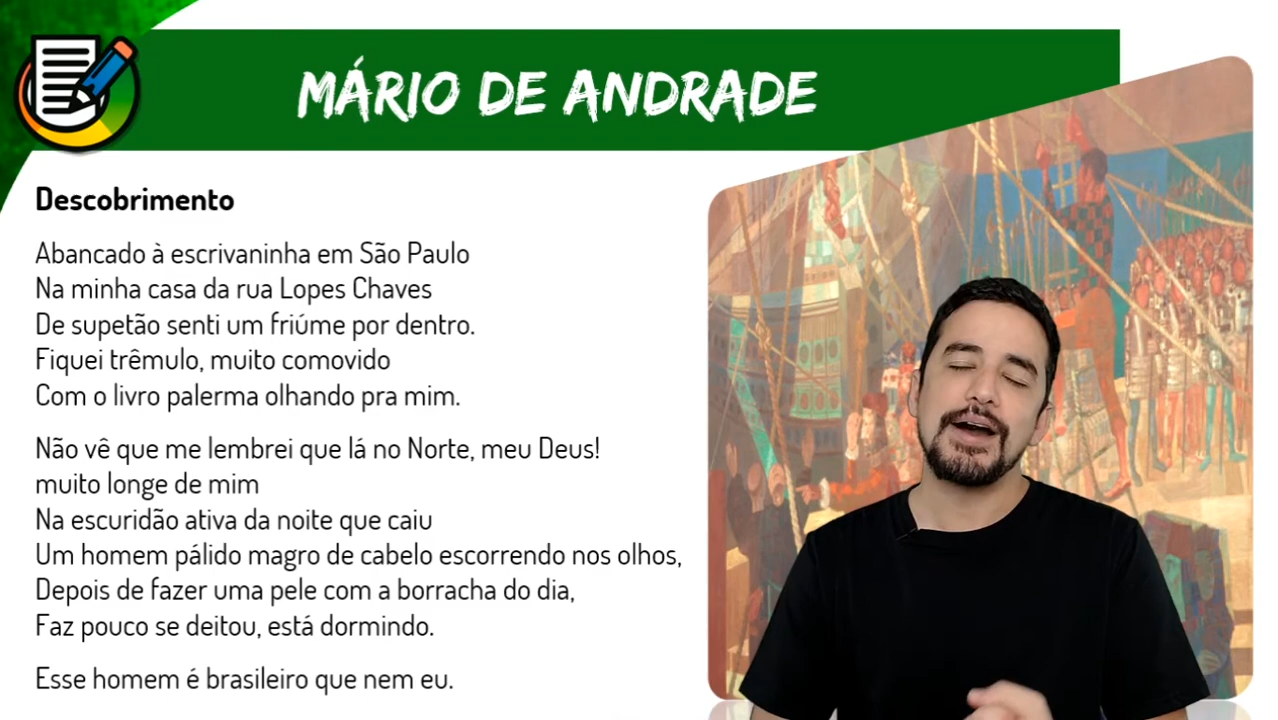 MÁRIO DE ANDRADE
Descobrimento
Abancado à escrivaninha em São Paulo
Na minha casa da rua Lopes Chaves
De supetão senti um friúme por dentro.
Fiquei trêmulo, muito comovido
Com o livro palerma olhando pra mim.
Não vê que me lembrei que lá no Norte, meu Deus!
muito longe de mim
Na escuridão ativa da noite que caiu
Um homem pálido magro de cabelo escorrendo nos olhos,
Depois de fazer uma pele com a borracha do dia,
Faz pouco se deitou, está dormindo.
Esse homem é brasileiro que nem eu.